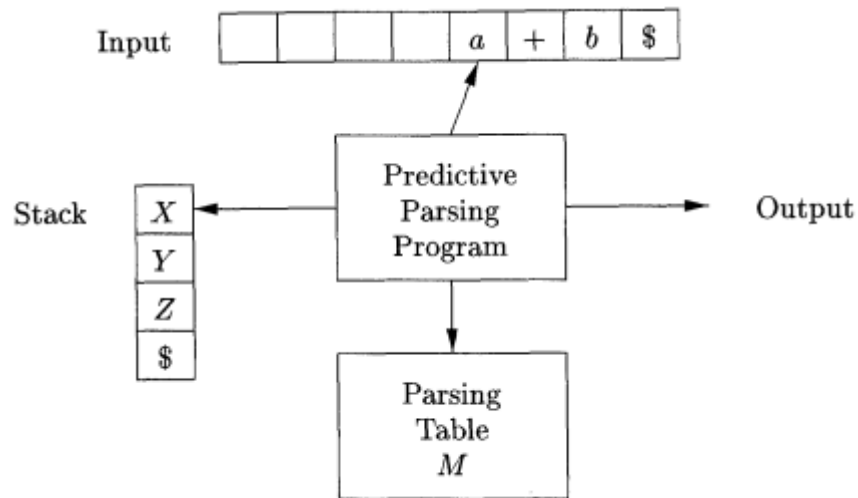 Input a + b $
Predictive
Parsing
Program
Stack X
Y
Z
$
Output
Parsing
Table
M